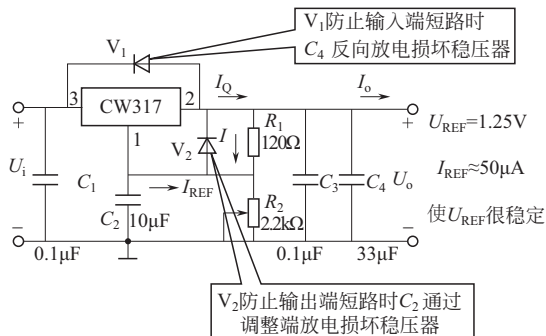 V₁防止输入端短路时
C₄ 反向放电损坏稳压器
V₁
3
CW317
2
I_Q
I_o
+
1
V₂
I
R₁
120Ω
+
U_REF=1.25V
U_i
C₁
I_REF
C₃
C₄
U_o
I_REF≈50μA
C₂
10μF
R₂
2.2kΩ
使U_REF很稳定
−
−
0.1μF
0.1μF
33μF
V₂防止输出端短路时C₂ 通过
调整端放电损坏稳压器